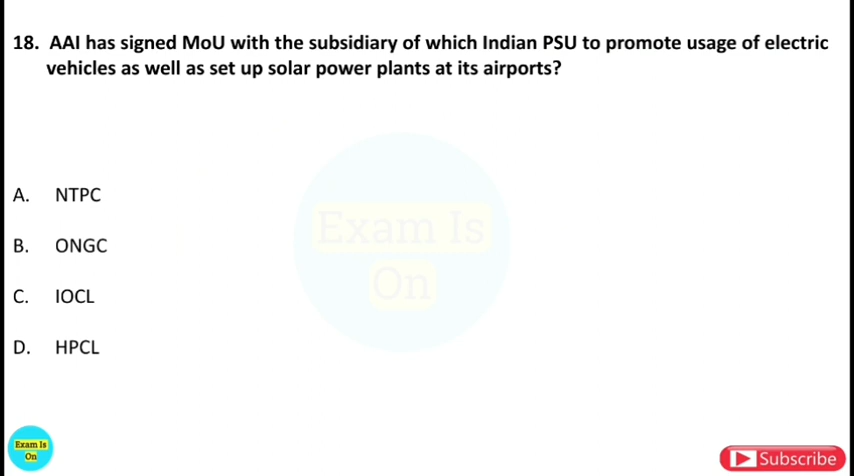 18. AAI has signed MoU with the subsidiary of which Indian PSU to promote usage of electric
vehicles as well as set up solar power plants at its airports?
Exam Is
On
A. NTPC
B. ONGC
C. IOCL
D. HPCL
Exam Is
On
Subscribe